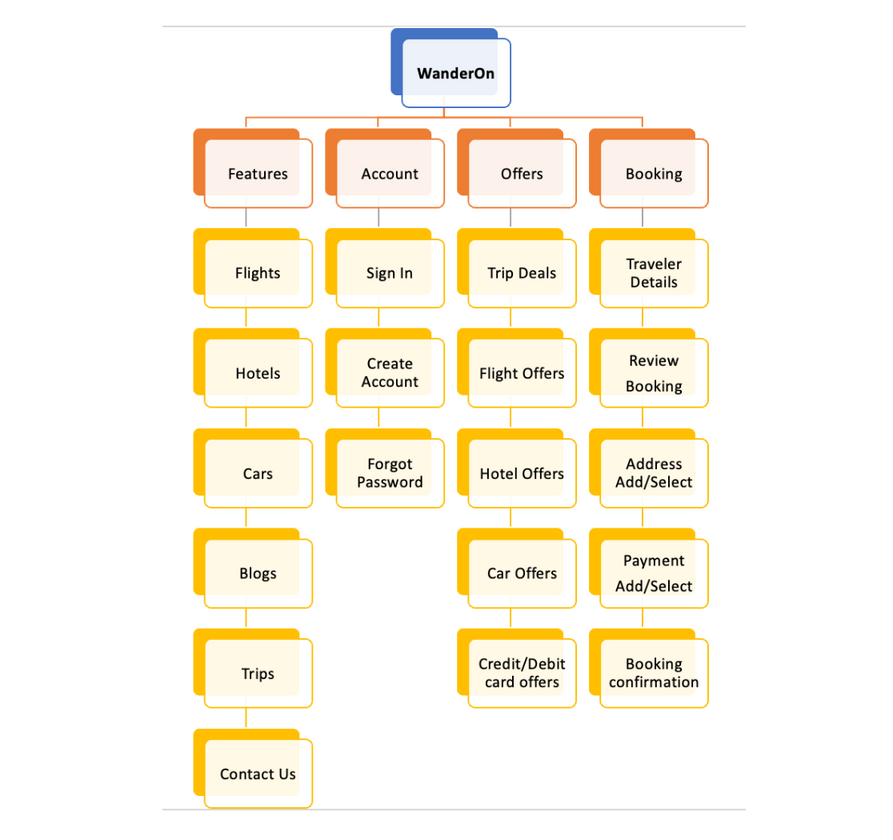 WanderOn
Features
Account
Offers
Booking
Flights
Sign In
Trip Deals
Traveler
Details
Hotels
Create
Account
Flight Offers
Review
Booking
Cars
Forgot
Password
Hotel Offers
Address
Add/Select
Blogs
Car Offers
Payment
Add/Select
Trips
Credit/Debit
card offers
Booking
confirmation
Contact Us